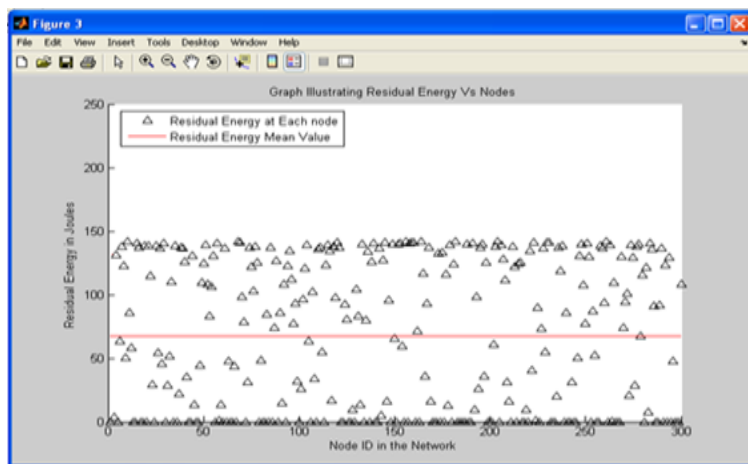 Figure 3
File Edit View Insert Tools Desktop Window Help
Graph Illustrating Residual Energy Vs Nodes
250
200
150
100
50
0
Residual Energy in Joules
Residual Energy at Each node
Residual Energy Mean Value
0 50 100 150 200 250 300
Node ID in the Network